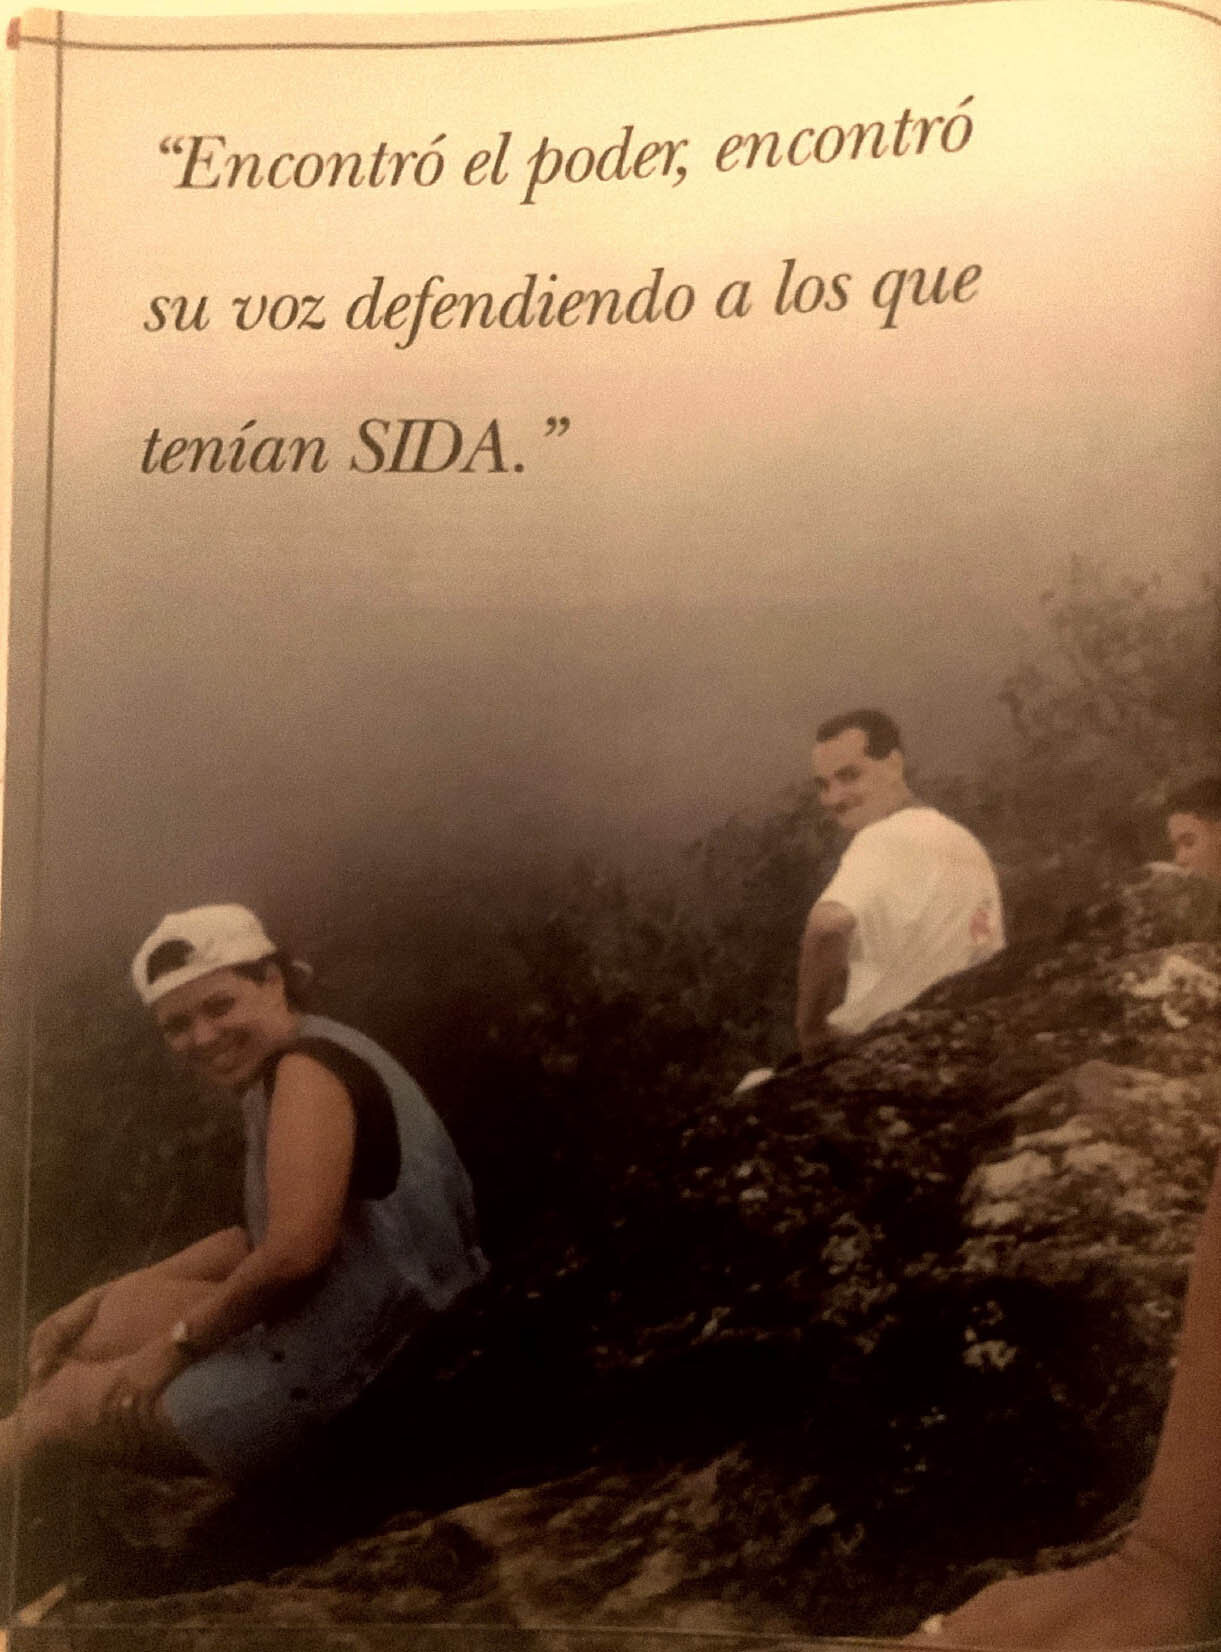 “Encontró el poder, encontró
su voz defendiendo a los que
tenían SIDA.”